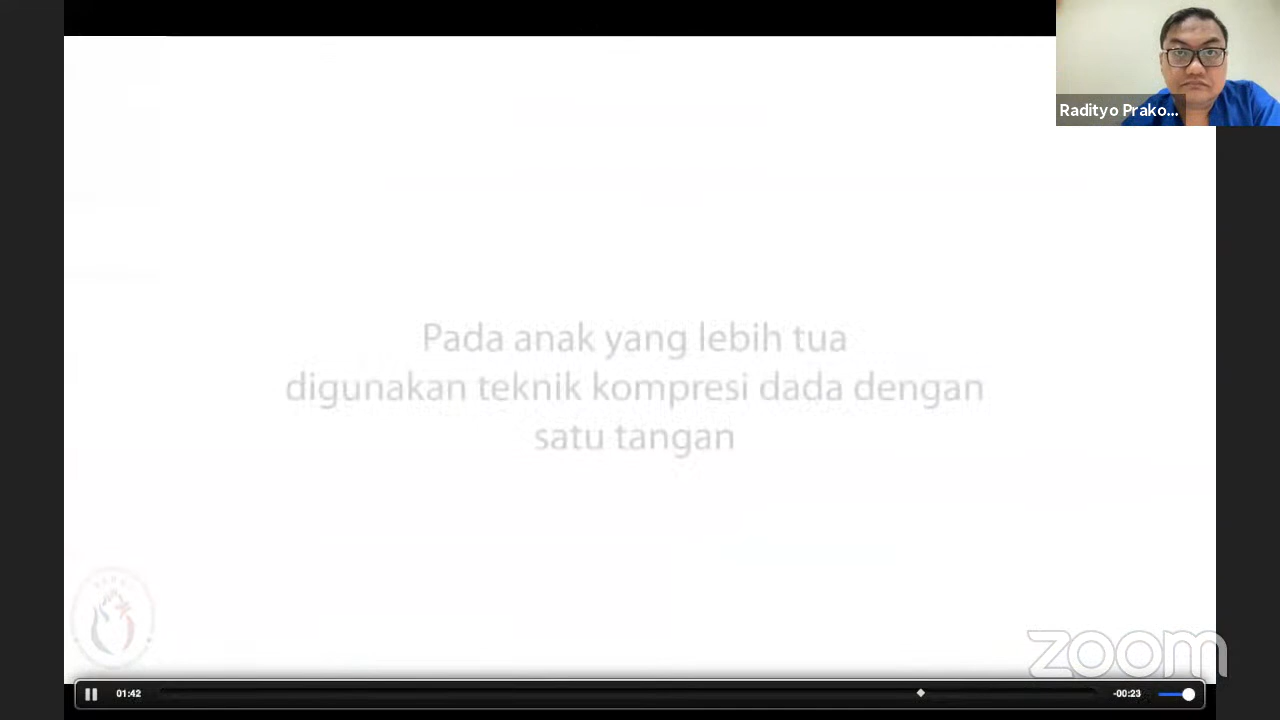 Radityo Prako...
Pada anak yang lebih tua
digunakan teknik kompresi dada dengan
satu tangan
zoom
01:42
-00:23